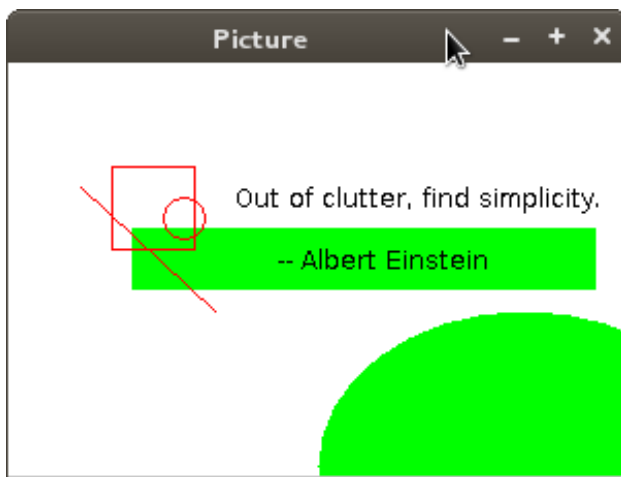 Picture
Out of clutter, find simplicity.
-- Albert Einstein